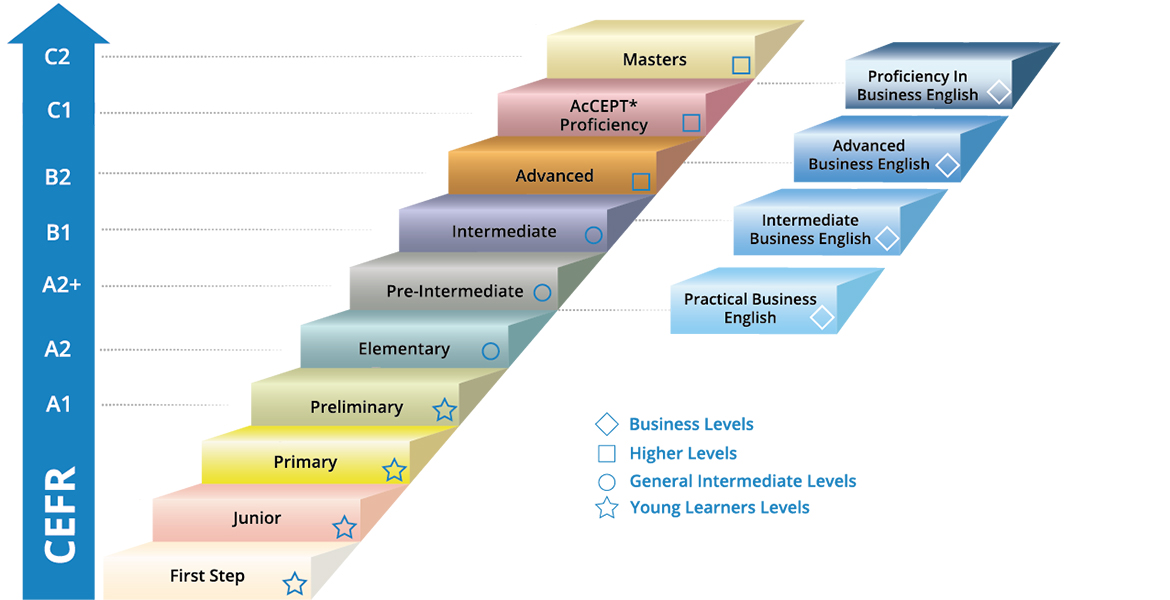 C2
C1
B2
B1
A2+
A2
A1
CEFR
Masters
AcCEPT*
Proficiency
Advanced
Intermediate
Pre-Intermediate
Elementary
Preliminary
Primary
Junior
First Step
Proficiency In
Business English
Advanced
Business English
Intermediate
Business English
Practical Business
English
Business Levels
Higher Levels
General Intermediate Levels
Young Learners Levels